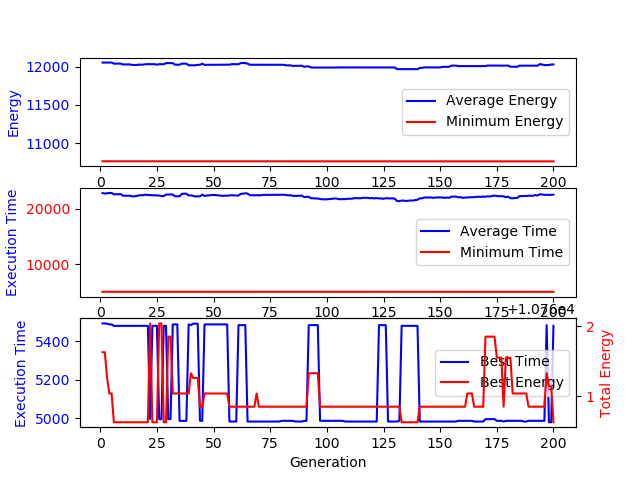 12000
11500
11000
Energy
Average Energy
Minimum Energy
0 25 50 75 100 125 150 175 200
20000
10000
Execution Time
Average Time
Minimum Time
0 25 50 75 100 125 150 175 200
+1.076e4
5400
5200
5000
Execution Time
Best Time
Best Energy
2
1
Total Energy
0 25 50 75 100 125 150 175 200
Generation